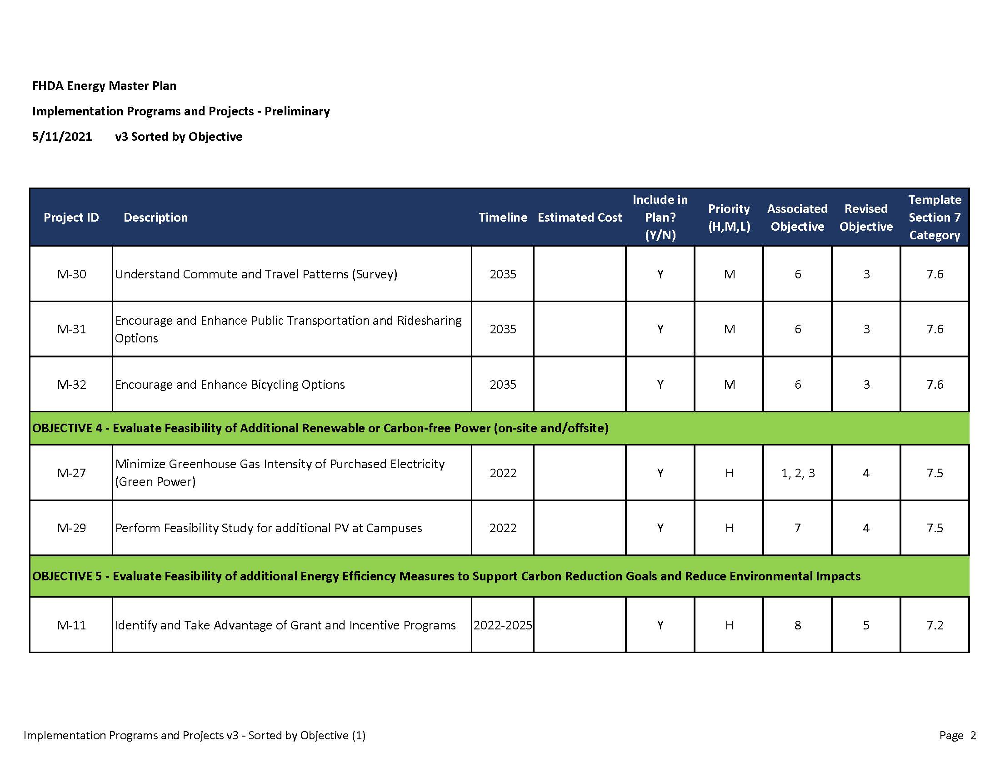 FHDA Energy Master Plan
Implementation Programs and Projects - Preliminary
5/11/2021 v3 Sorted by Objective
Project ID Description Timeline Estimated Cost Include in Plan? (Y/N) Priority (H,M,L) Associated Objective Revised Objective Template Section 7 Category
M-30 Understand Commute and Travel Patterns (Survey) 2035 Y M 6 3 7.6
M-31 Encourage and Enhance Public Transportation and Ridesharing Options 2035 Y M 6 3 7.6
M-32 Encourage and Enhance Bicycling Options 2035 Y M 6 3 7.6
OBJECTIVE 4 - Evaluate Feasibility of Additional Renewable or Carbon-free Power (on-site and/offsite)
M-27 Minimize Greenhouse Gas Intensity of Purchased Electricity (Green Power) 2022 Y H 1, 2, 3 4 7.5
M-29 Perform Feasibility Study for additional PV at Campuses 2022 Y H 7 4 7.5
OBJECTIVE 5 - Evaluate Feasibility of additional Energy Efficiency Measures to Support Carbon Reduction Goals and Reduce Environmental Impacts
M-11 Identify and Take Advantage of Grant and Incentive Programs 2022-2025 Y H 8 5 7.2
Implementation Programs and Projects v3 - Sorted by Objective (1) Page 2